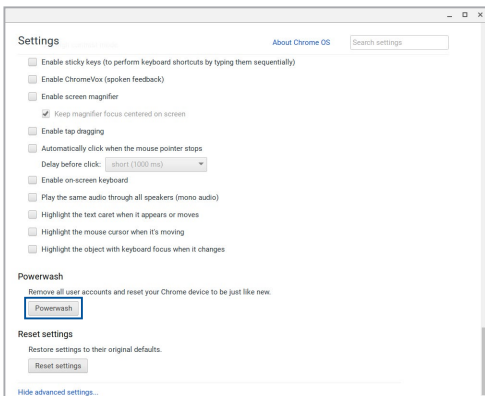 Settings
About Chrome OS
Search settings
Enable sticky keys (to perform keyboard shortcuts by typing them sequentially)
Enable ChromeVox (spoken feedback)
Enable screen magnifier
Keep magnifier focus centered on screen
Enable tap dragging
Automatically click when the mouse pointer stops
Delay before click: short (1000 ms)
Enable on-screen keyboard
Play the same audio through all speakers (mono audio)
Highlight the text caret when it appears or moves
Highlight the mouse cursor when it's moving
Highlight the object with keyboard focus when it changes
Powerwash
Remove all user accounts and reset your Chrome device to be just like new.
Powerwash
Reset settings
Restore settings to their original defaults.
Reset settings
Hide advanced settings...